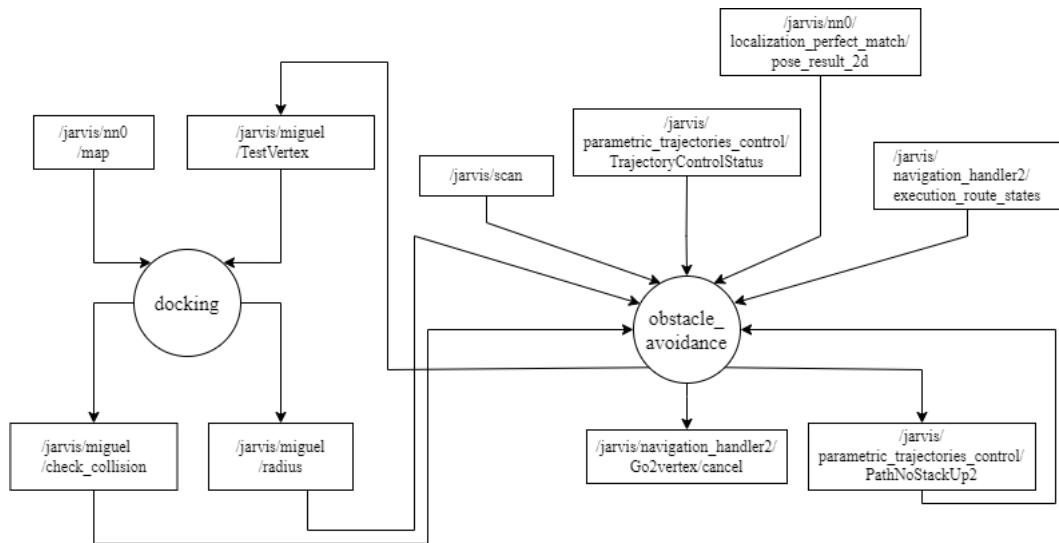 /jarvis/nn0/
localization_perfect_match/
pose_result_2d
/jarvis/nn0
/map
/jarvis/miguel
/TestVertex
/jarvis/scan
/jarvis/
parametric_trajectories_control/
TrajectoryControlStatus
/jarvis/
navigation_handler2/
execution_route_states
docking
obstacle_
avoidance
/jarvis/miguel
/check_collision
/jarvis/miguel
/radius
/jarvis/navigation_handler2/
Go2vertex/cancel
/jarvis/
parametric_trajectories_control/
PathNoStackUp2